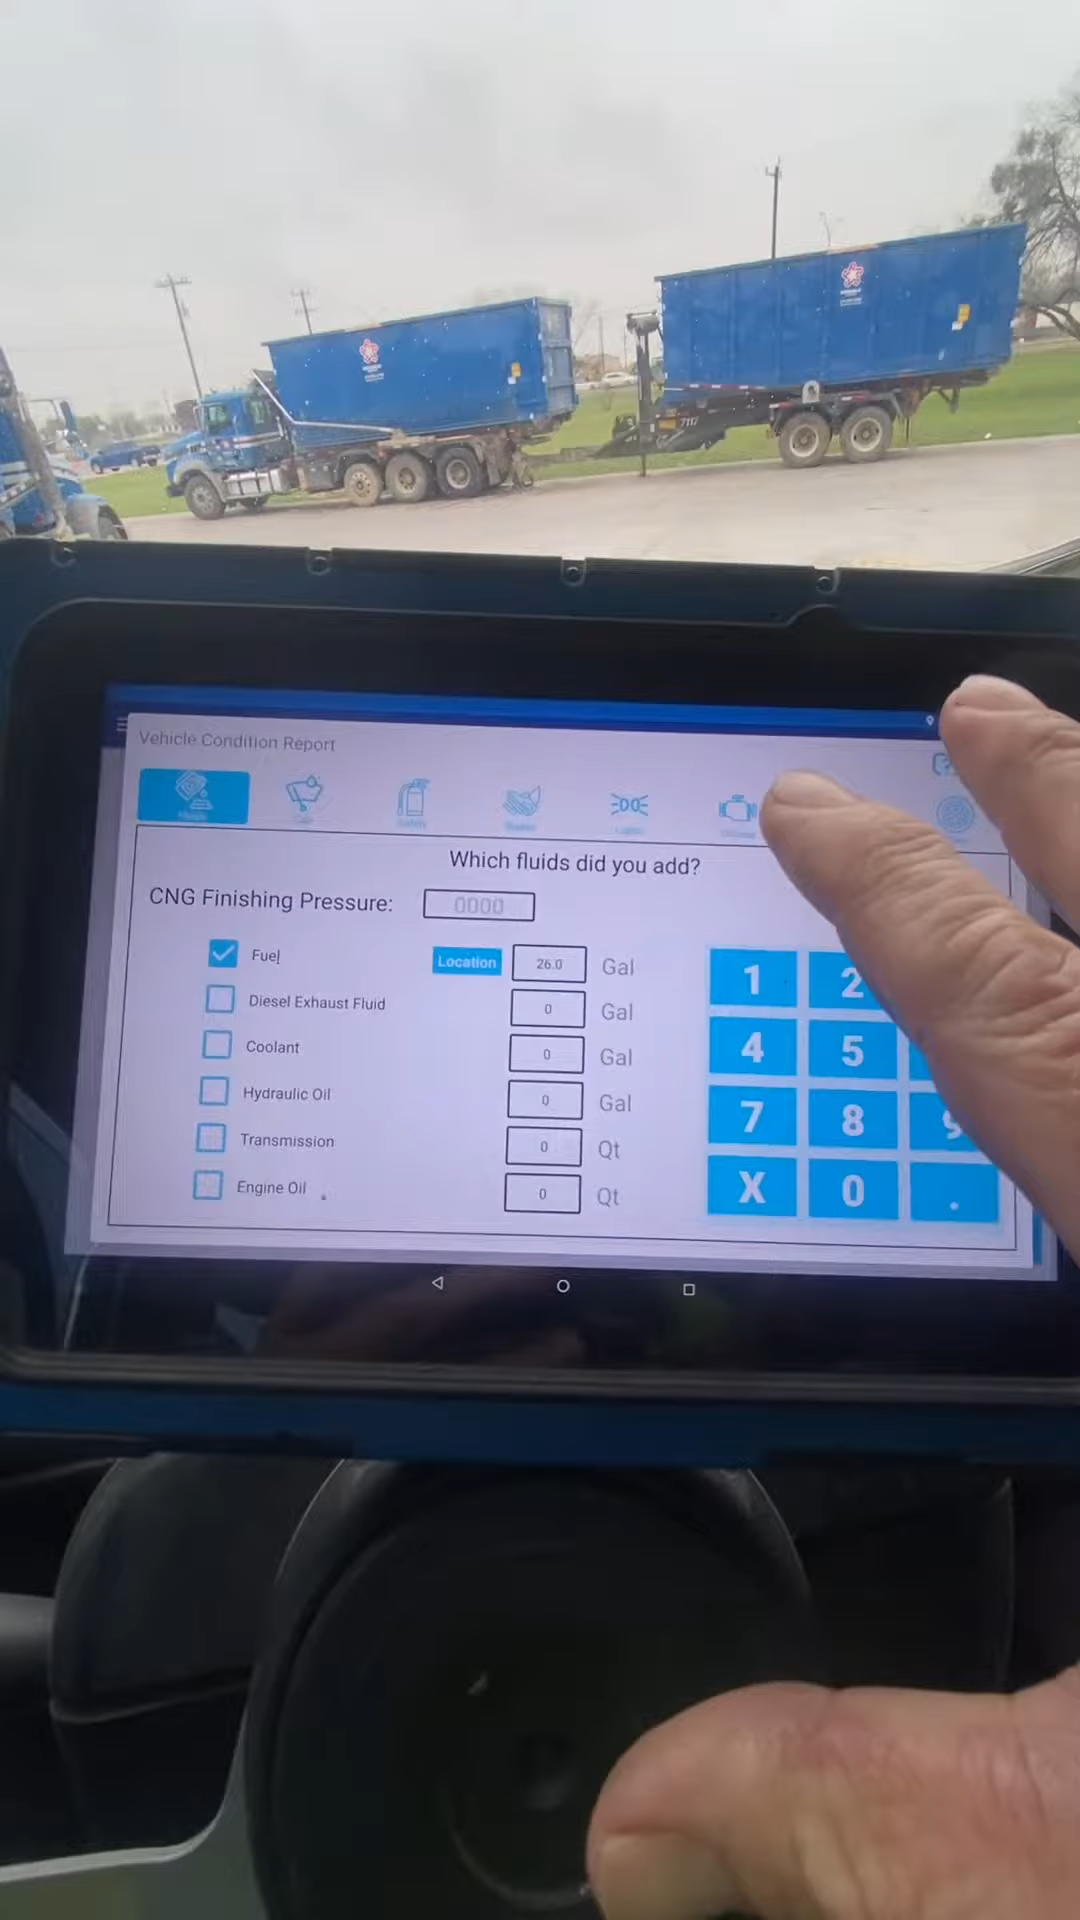 7117
Vehicle Condition Report
Which fluids did you add?
CNG Finishing Pressure: 0000
Fuel Location 26.0 Gal
Diesel Exhaust Fluid 0 Gal
Coolant 0 Gal
Hydraulic Oil 0 Gal
Transmission 0 Qt
Engine Oil 0 Qt
1 2
4 5
7 8 9
X 0 .